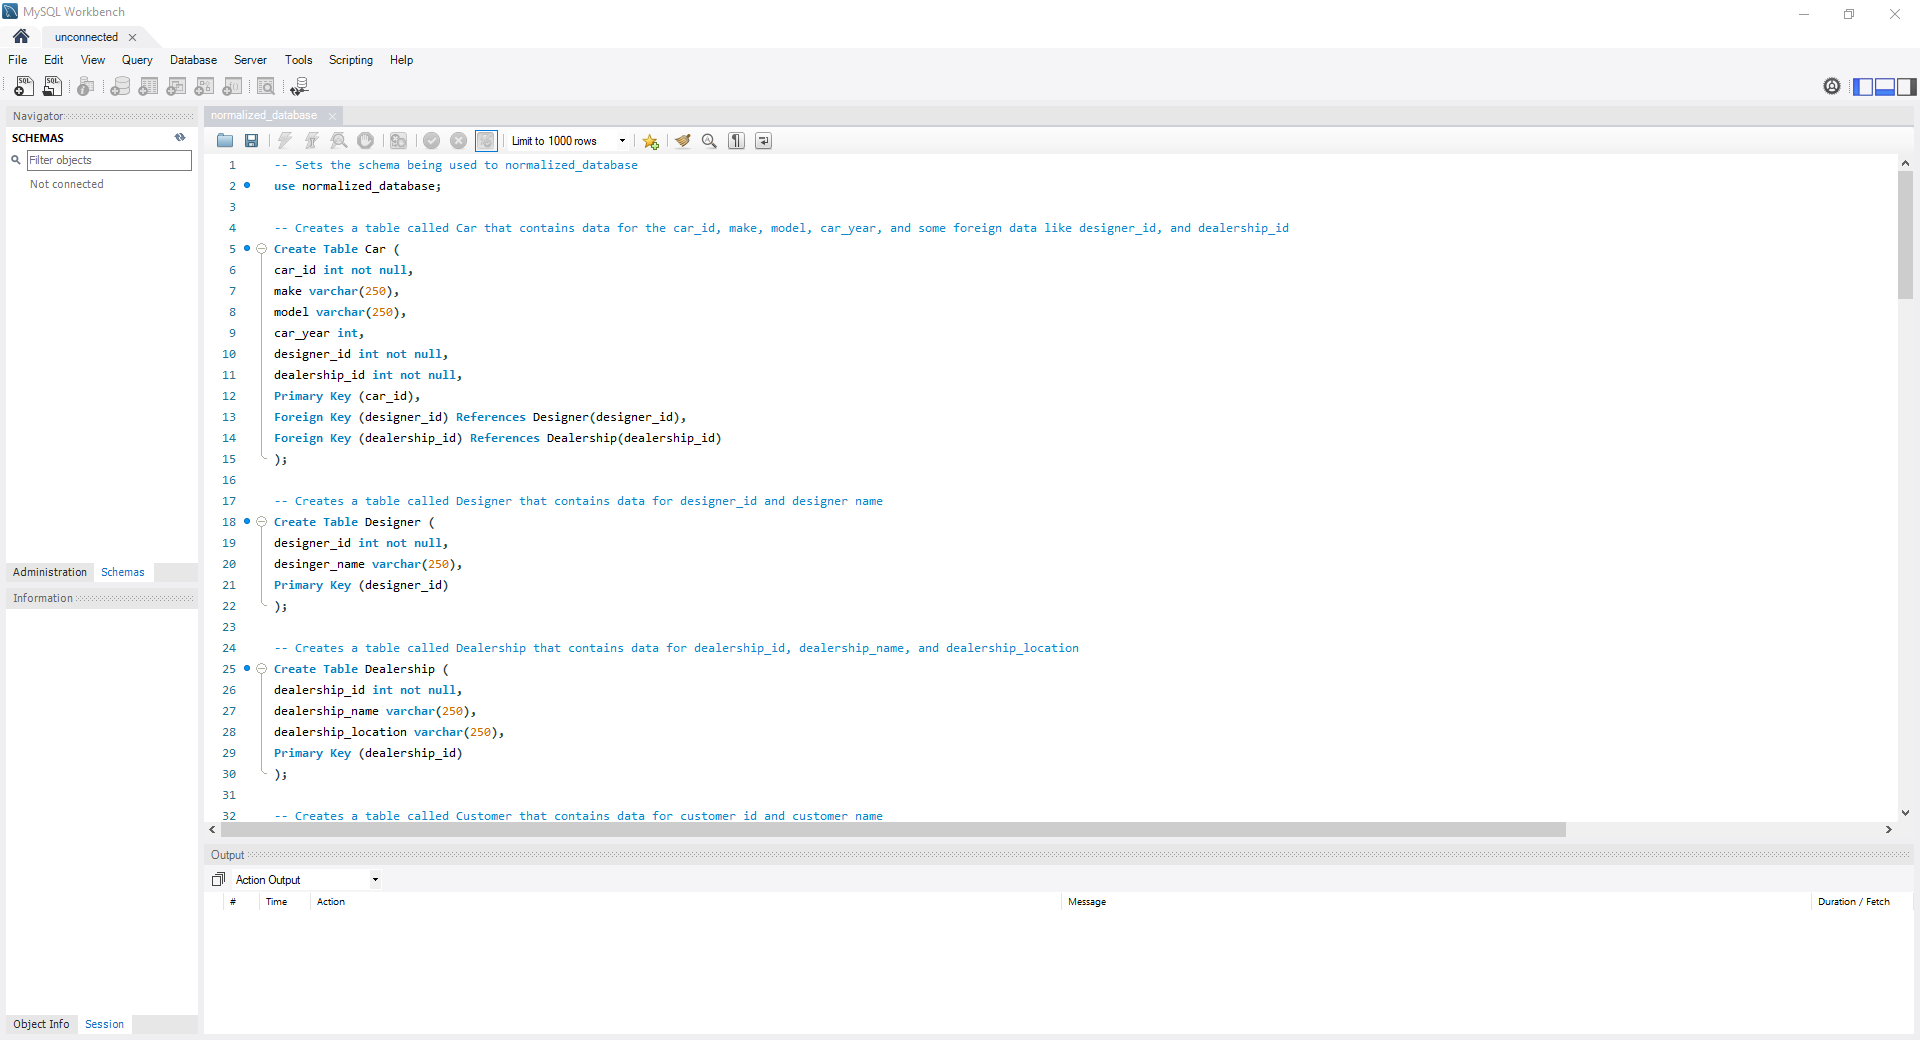 MySQL Workbench
unconnected
File Edit View Query Database Server Tools Scripting Help
SQL SQL
Navigator
SCHEMAS
Filter objects
Not connected
Administration Schemas
Information
Object Info Session
normalized_database
Limit to 1000 rows
1 -- Sets the schema being used to normalized_database
2 use normalized_database;
3
4 -- Creates a table called Car that contains data for the car_id, make, model, car_year, and some foreign data like designer_id, and dealership_id
5 Create Table Car (
6 car_id int not null,
7 make varchar(250),
8 model varchar(250),
9 car_year int,
10 designer_id int not null,
11 dealership_id int not null,
12 Primary Key (car_id),
13 Foreign Key (designer_id) References Designer(designer_id),
14 Foreign Key (dealership_id) References Dealership(dealership_id)
15 );
16
17 -- Creates a table called Designer that contains data for designer_id and designer name
18 Create Table Designer (
19 designer_id int not null,
20 desinger_name varchar(250),
21 Primary Key (designer_id)
22 );
23
24 -- Creates a table called Dealership that contains data for dealership_id, dealership_name, and dealership_location
25 Create Table Dealership (
26 dealership_id int not null,
27 dealership_name varchar(250),
28 dealership_location varchar(250),
29 Primary Key (dealership_id)
30 );
31
32 -- Creates a table called Customer that contains data for customer id and customer name
Output
Action Output
# Time Action Message Duration / Fetch